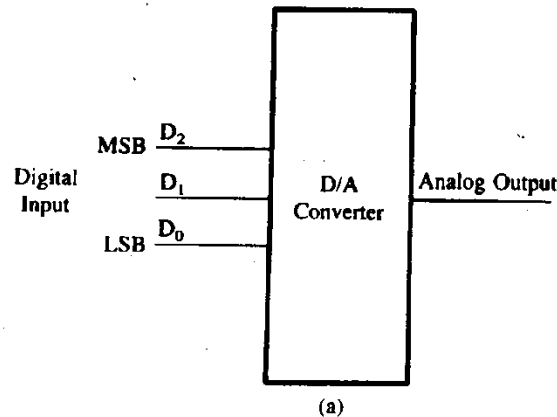 MSB D₂
Digital
Input
D₁
LSB D₀
D/A
Converter
Analog Output
(a)